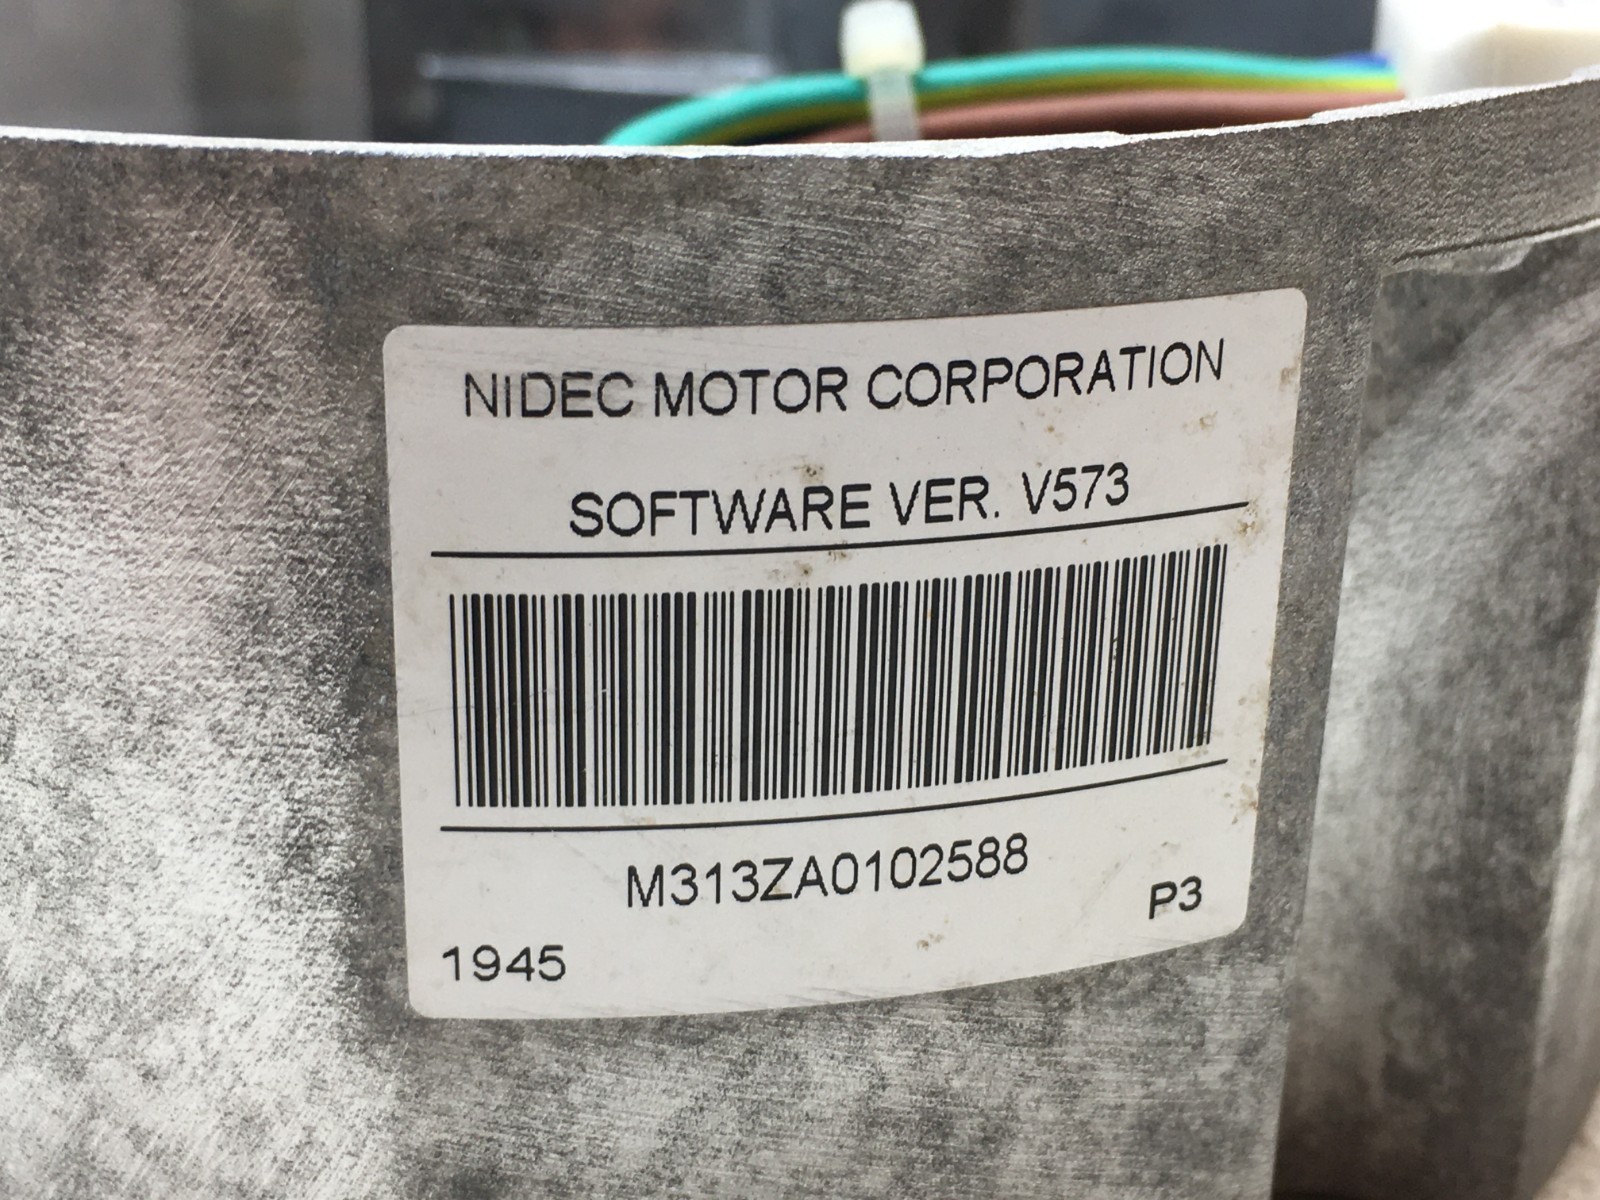 NIDEC MOTOR CORPORATION
SOFTWARE VER. V573
M313ZA0102588
P3
1945